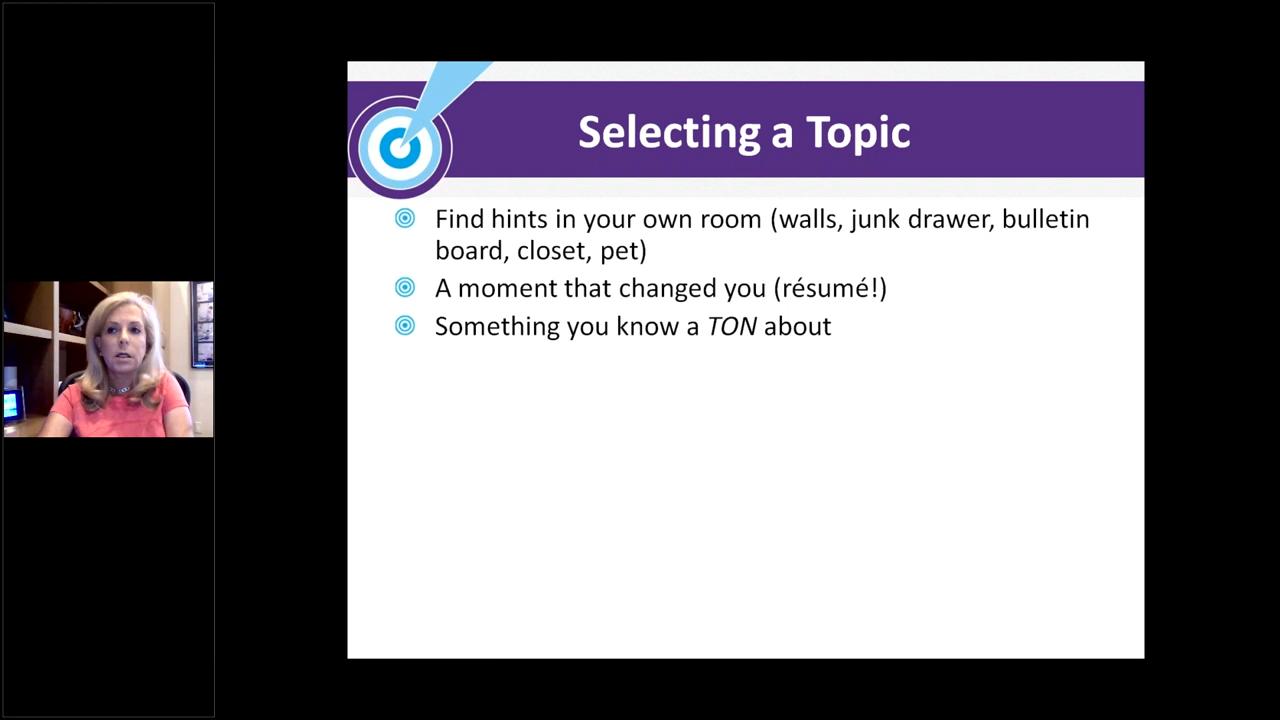 Selecting a Topic
Find hints in your own room (walls, junk drawer, bulletin
board, closet, pet)
A moment that changed you (résumé!)
Something you know a TON about